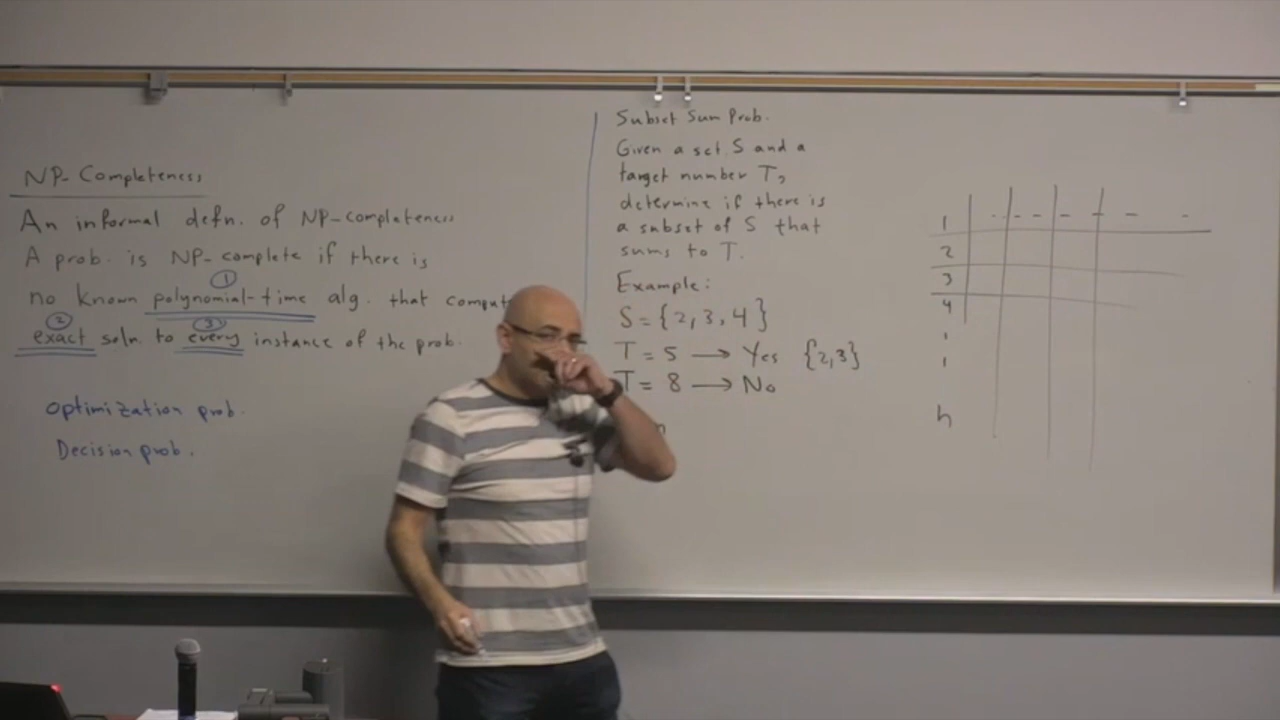 NP-Completeness
An informal defn. of NP-completeness
A prob. is NP-complete if there is
①
no known polynomial-time alg. that comput
② ③
exact soln. to every instance of the prob.
Optimization prob.
Decision prob.
Subset Sum Prob.
Given a set S and a
target number T,
determine if there is
a subset of S that
sums to T.
Example:
S = {2, 3, 4}
T = 5 → Yes {2,3}
T = 8 → No
1
2
3
4
n